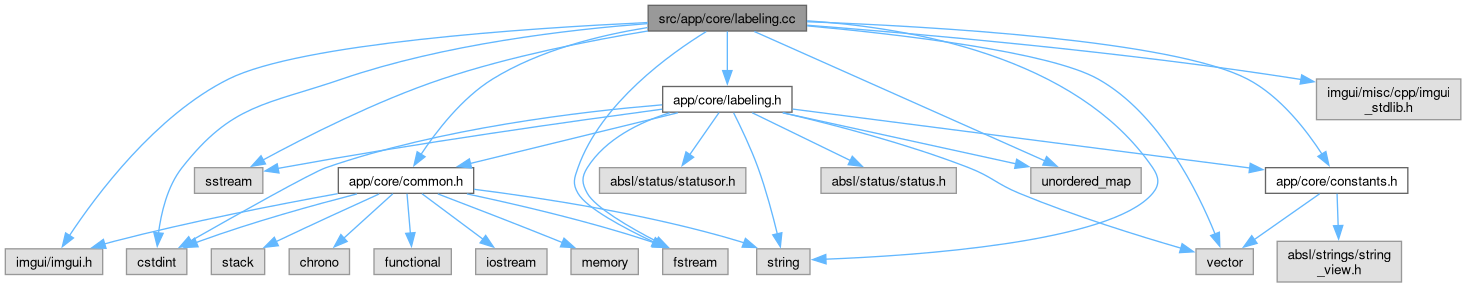 src/app/core/labeling.cc
imgui/misc/cpp/imgui
_stdlib.h
app/core/labeling.h
sstream
app/core/common.h
absl/status/statusor.h
absl/status/status.h
unordered_map
app/core/constants.h
imgui/imgui.h
cstdint
stack
chrono
functional
iostream
memory
fstream
string
vector
absl/strings/string
_view.h